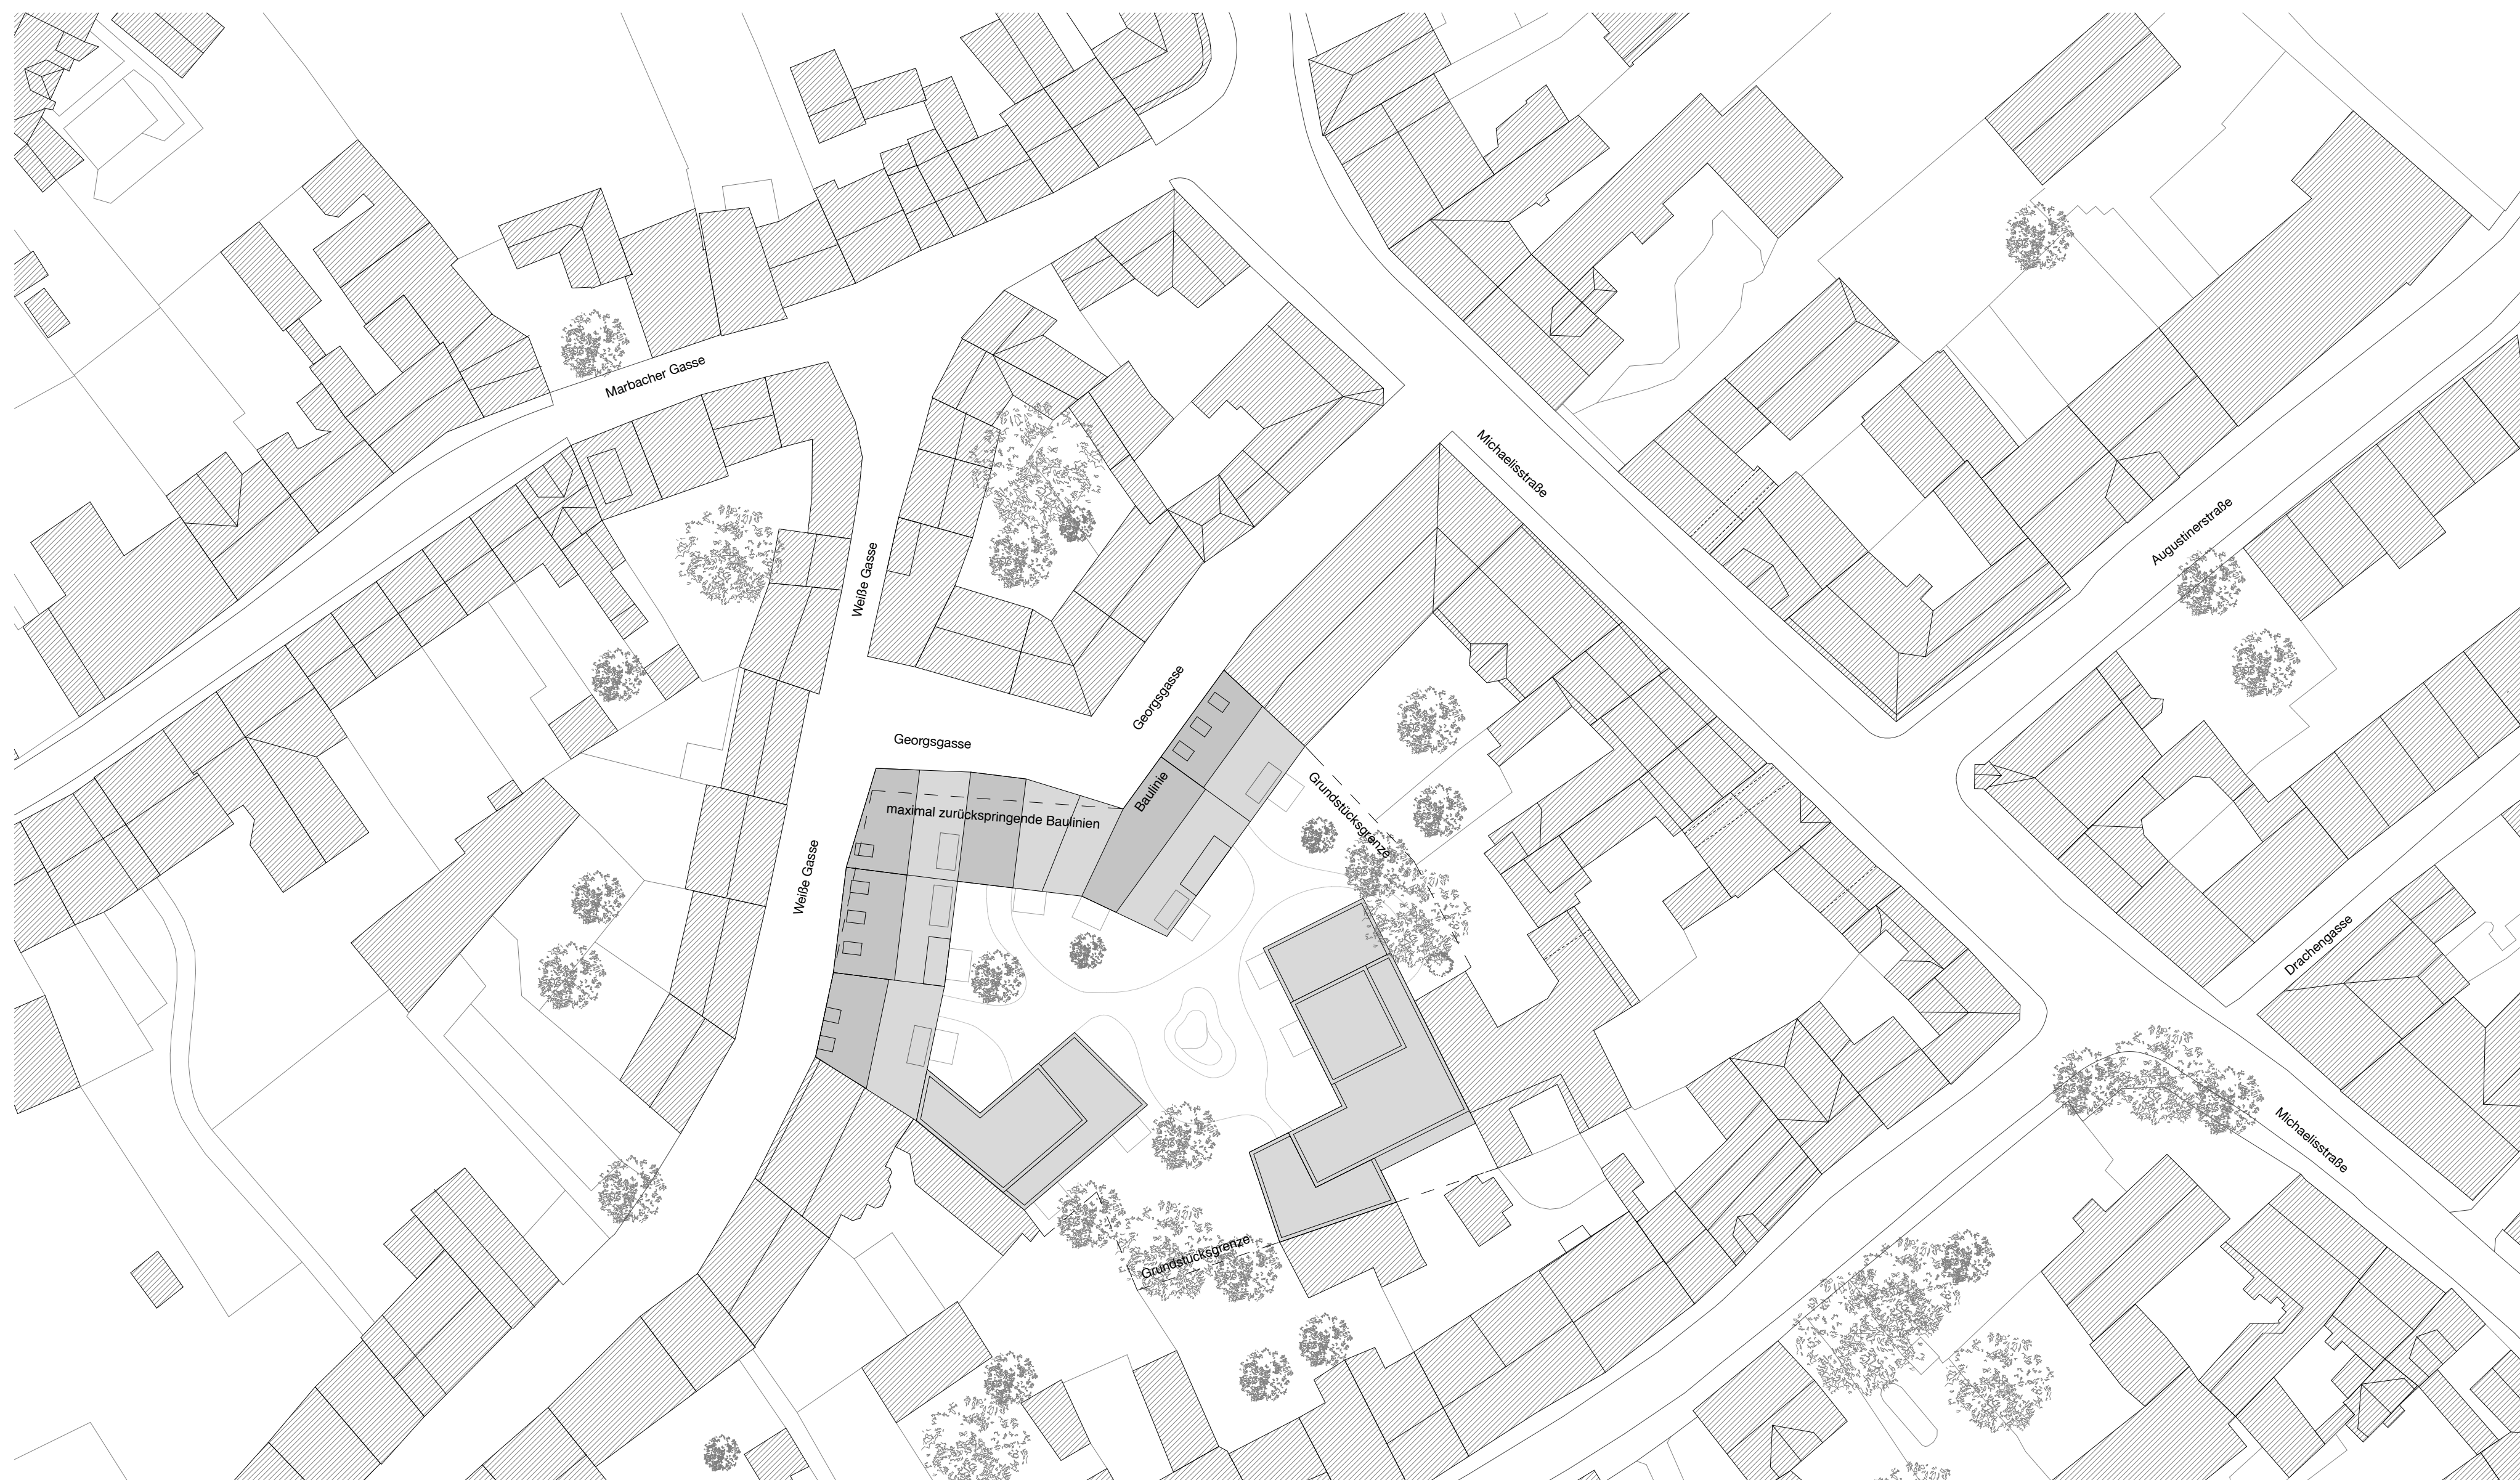 Marbacher Gasse
Michaelisstraße
Augustinerstraße
Weiße Gasse
Georgsgasse
Georgsgasse
Baulinie
Grundstücksgrenze
maximal zurückspringende Baulinien
Weiße Gasse
Drachengasse
Michaelisstraße
Grundstücksgrenze